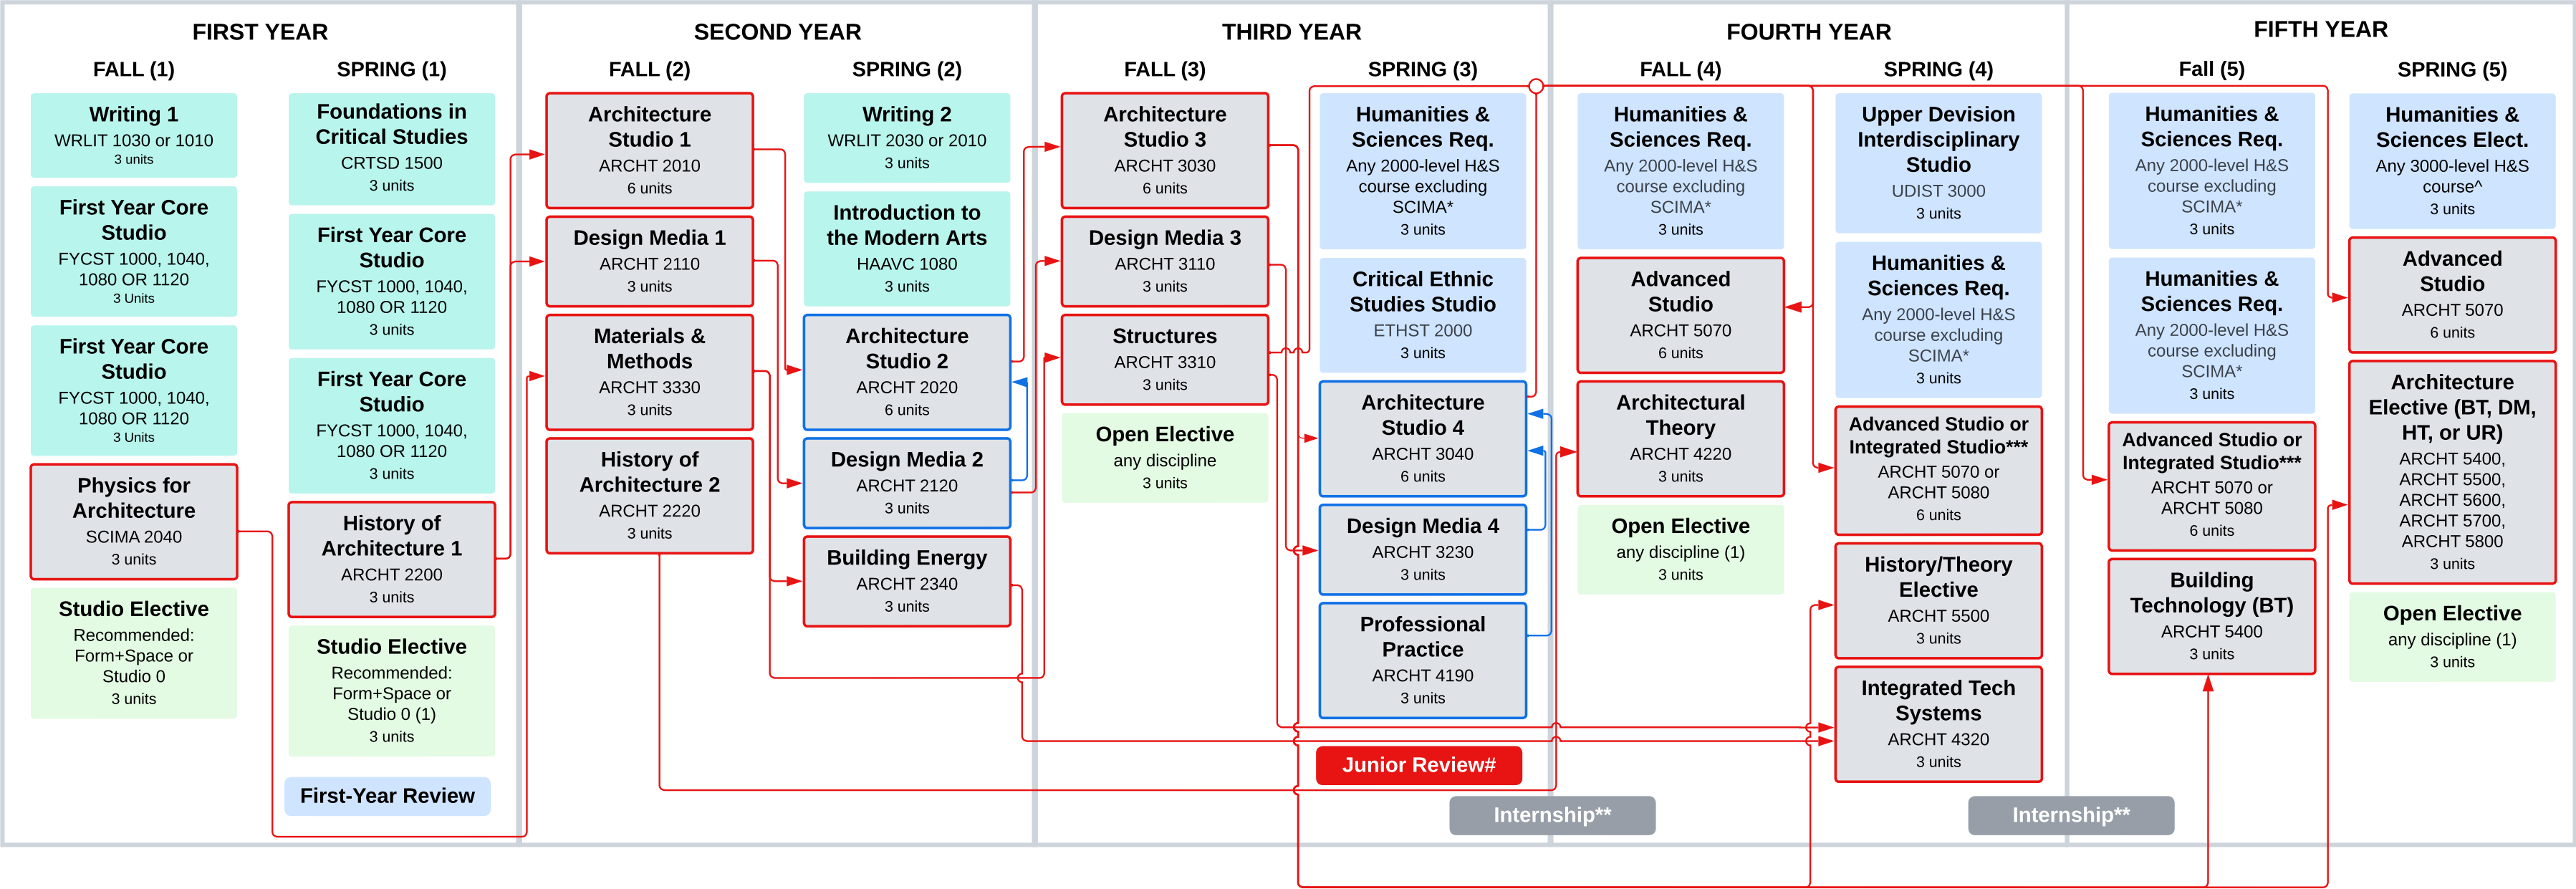 FIRST YEAR
FALL (1)
Writing 1
WRLIT 1030 or 1010
3 units
First Year Core
Studio
FYCST 1000, 1040,
1080 OR 1120
3 Units
First Year Core
Studio
FYCST 1000, 1040,
1080 OR 1120
3 Units
Physics for
Architecture
SCIMA 2040
3 units
Studio Elective
Recommended:
Form+Space or
Studio 0
3 units
SPRING (1)
Foundations in
Critical Studies
CRTSD 1500
3 units
First Year Core
Studio
FYCST 1000, 1040,
1080 OR 1120
3 units
First Year Core
Studio
FYCST 1000, 1040,
1080 OR 1120
3 units
History of
Architecture 1
ARCHT 2200
3 units
Studio Elective
Recommended:
Form+Space or
Studio 0 (1)
3 units
First-Year Review
SECOND YEAR
FALL (2)
Architecture
Studio 1
ARCHT 2010
6 units
Design Media 1
ARCHT 2110
3 units
Materials &
Methods
ARCHT 3330
3 units
History of
Architecture 2
ARCHT 2220
3 units
SPRING (2)
Writing 2
WRLIT 2030 or 2010
3 units
Introduction to
the Modern Arts
HAAVC 1080
3 units
Architecture
Studio 2
ARCHT 2020
6 units
Design Media 2
ARCHT 2120
3 units
Building Energy
ARCHT 2340
3 units
THIRD YEAR
FALL (3)
Architecture
Studio 3
ARCHT 3030
6 units
Design Media 3
ARCHT 3110
3 units
Structures
ARCHT 3310
3 units
Open Elective
any discipline
3 units
SPRING (3)
Humanities &
Sciences Req.
Any 2000-level H&S
course excluding
SCIMA*
3 units
Critical Ethnic
Studies Studio
ETHST 2000
3 units
Architecture
Studio 4
ARCHT 3040
6 units
Design Media 4
ARCHT 3230
3 units
Professional
Practice
ARCHT 4190
3 units
Junior Review#
Internship**
FOURTH YEAR
FALL (4)
Humanities &
Sciences Req.
Any 2000-level H&S
course excluding
SCIMA*
3 units
Advanced
Studio
ARCHT 5070
6 units
Architectural
Theory
ARCHT 4220
3 units
Open Elective
any discipline (1)
3 units
SPRING (4)
Upper Devision
Interdisciplinary
Studio
UDIST 3000
3 units
Humanities &
Sciences Req.
Any 2000-level H&S
course excluding
SCIMA*
3 units
Advanced Studio or
Integrated Studio***
ARCHT 5070 or
ARCHT 5080
6 units
History/Theory
Elective
ARCHT 5500
3 units
Integrated Tech
Systems
ARCHT 4320
3 units
Internship**
FIFTH YEAR
Fall (5)
Humanities &
Sciences Req.
Any 2000-level H&S
course excluding
SCIMA*
3 units
Humanities &
Sciences Req.
Any 2000-level H&S
course excluding
SCIMA*
3 units
Advanced Studio or
Integrated Studio***
ARCHT 5070 or
ARCHT 5080
6 units
Building
Technology (BT)
ARCHT 5400
3 units
SPRING (5)
Humanities &
Sciences Elect.
Any 3000-level H&S
course^
3 units
Advanced
Studio
ARCHT 5070
6 units
Architecture
Elective (BT, DM,
HT, or UR)
ARCHT 5400,
ARCHT 5500,
ARCHT 5600,
ARCHT 5700,
ARCHT 5800
3 units
Open Elective
any discipline (1)
3 units